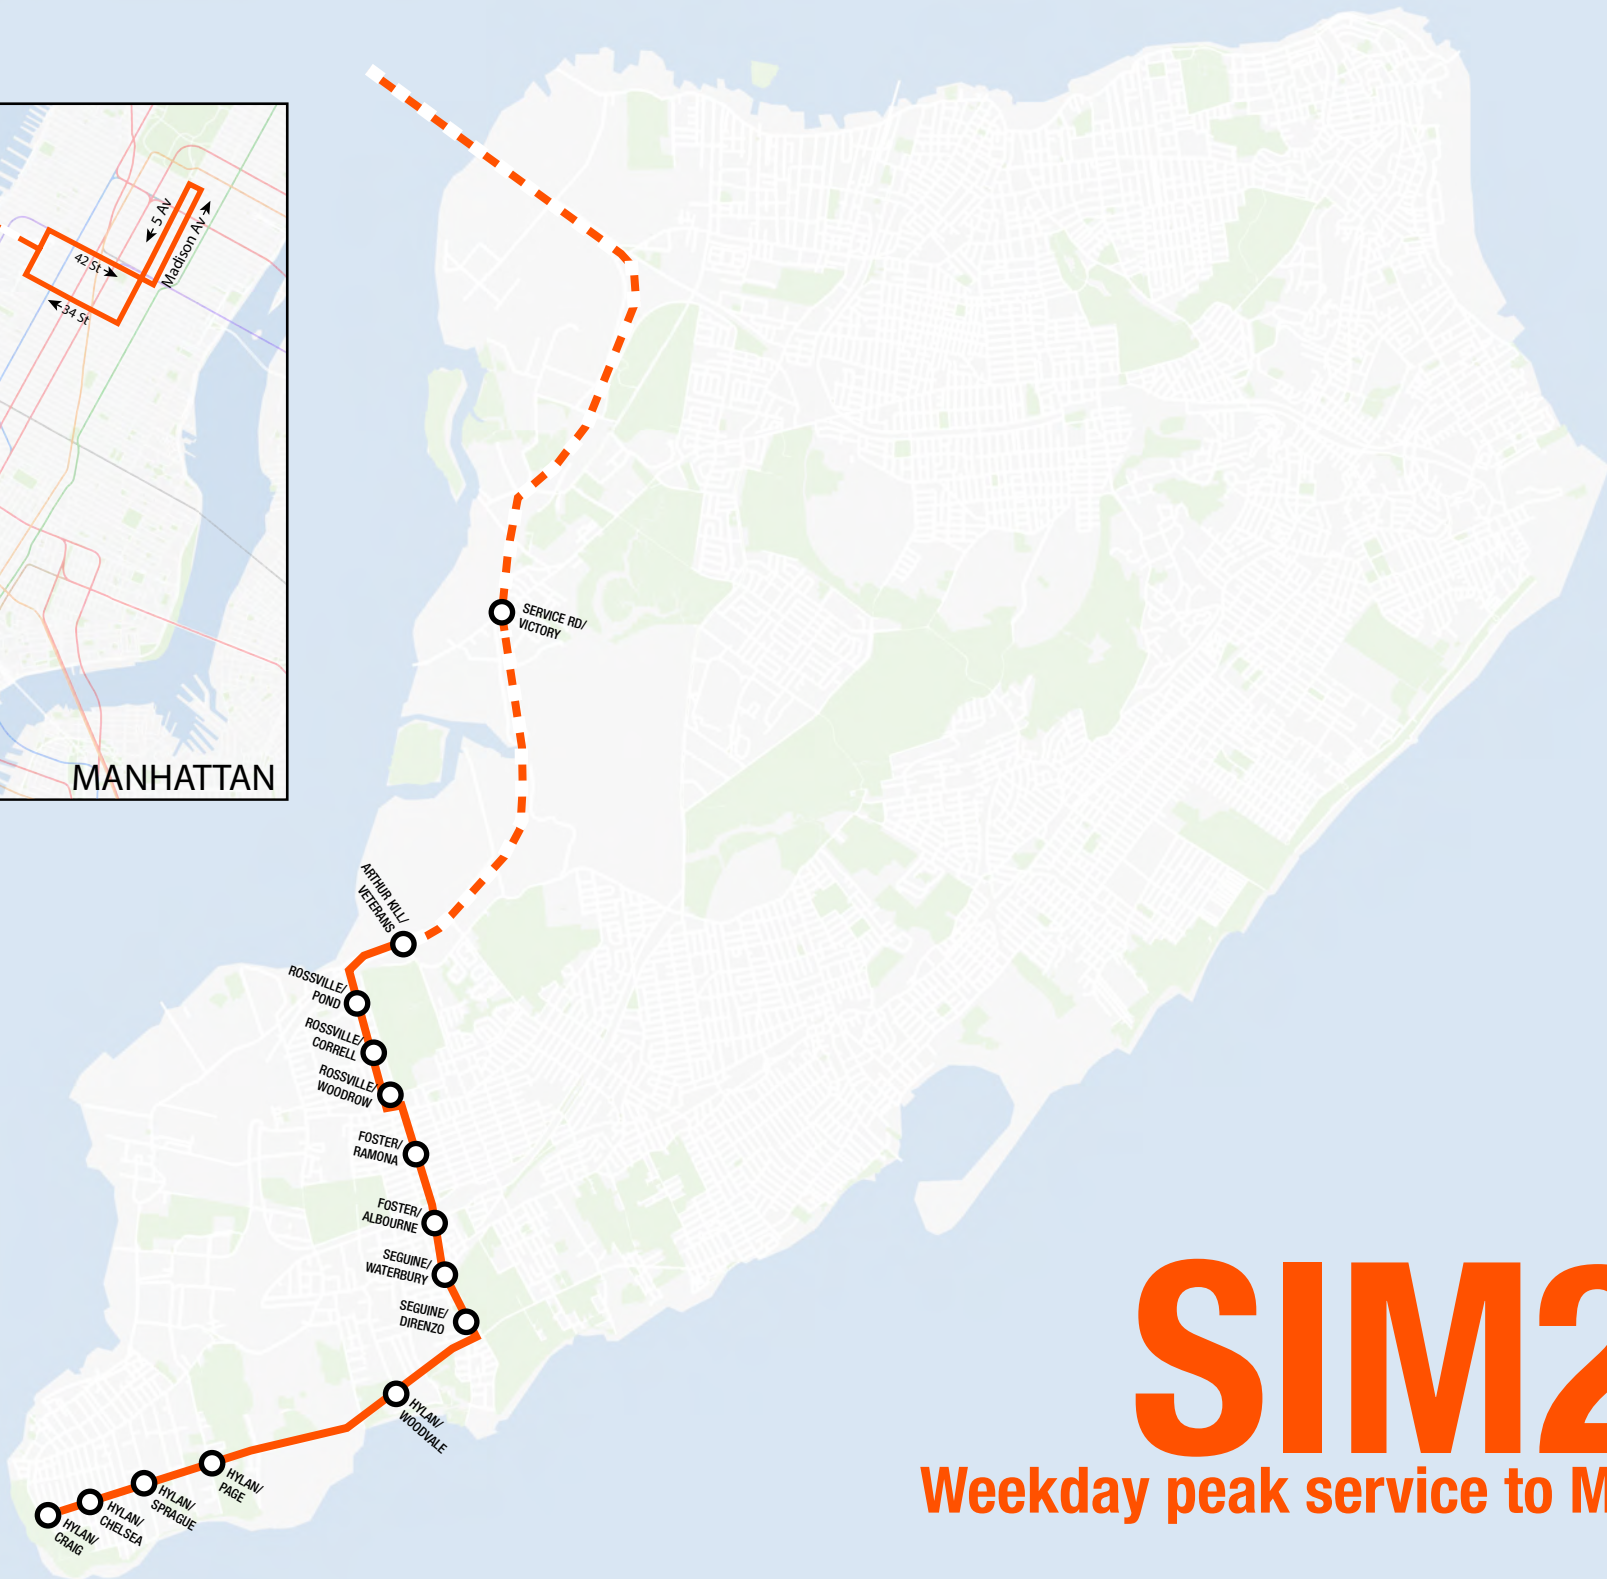 5 Av
Madison Av
42 St
34 St
MANHATTAN
SERVICE RD/
VICTORY
ARTHUR KILL/
VETERANS
ROSSVILLE/
POND
ROSSVILLE/
CORRELL
ROSSVILLE/
WOODROW
FOSTER/
RAMONA
FOSTER/
ALBOURNE
SEGUINE/
WATERBURY
SEGUINE/
DIRENZO
HYLAN/
WOODVALE
HYLAN/
PAGE
HYLAN/
SPRAGUE
HYLAN/
CHELSEA
HYLAN/
CRAIG
SIM2
Weekday peak service to M